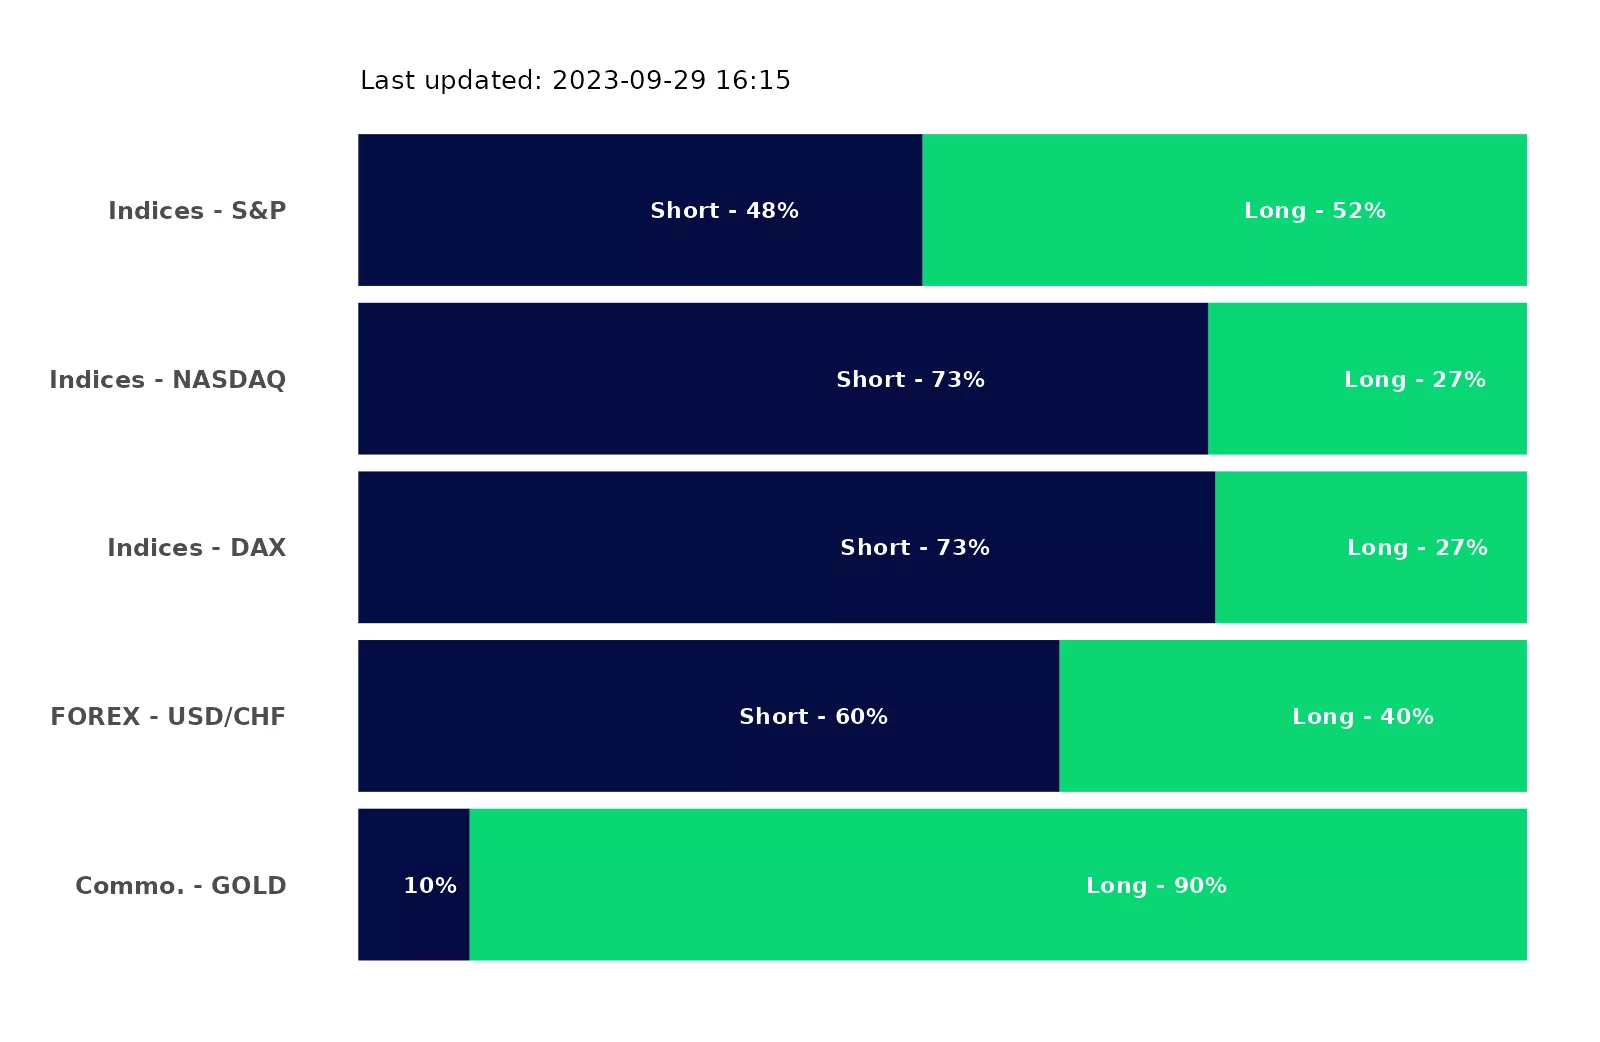 Last updated: 2023-09-29 16:15
Indices - S&P Short - 48% Long - 52%
Indices - NASDAQ Short - 73% Long - 27%
Indices - DAX Short - 73% Long - 27%
FOREX - USD/CHF Short - 60% Long - 40%
Commo. - GOLD 10% Long - 90%